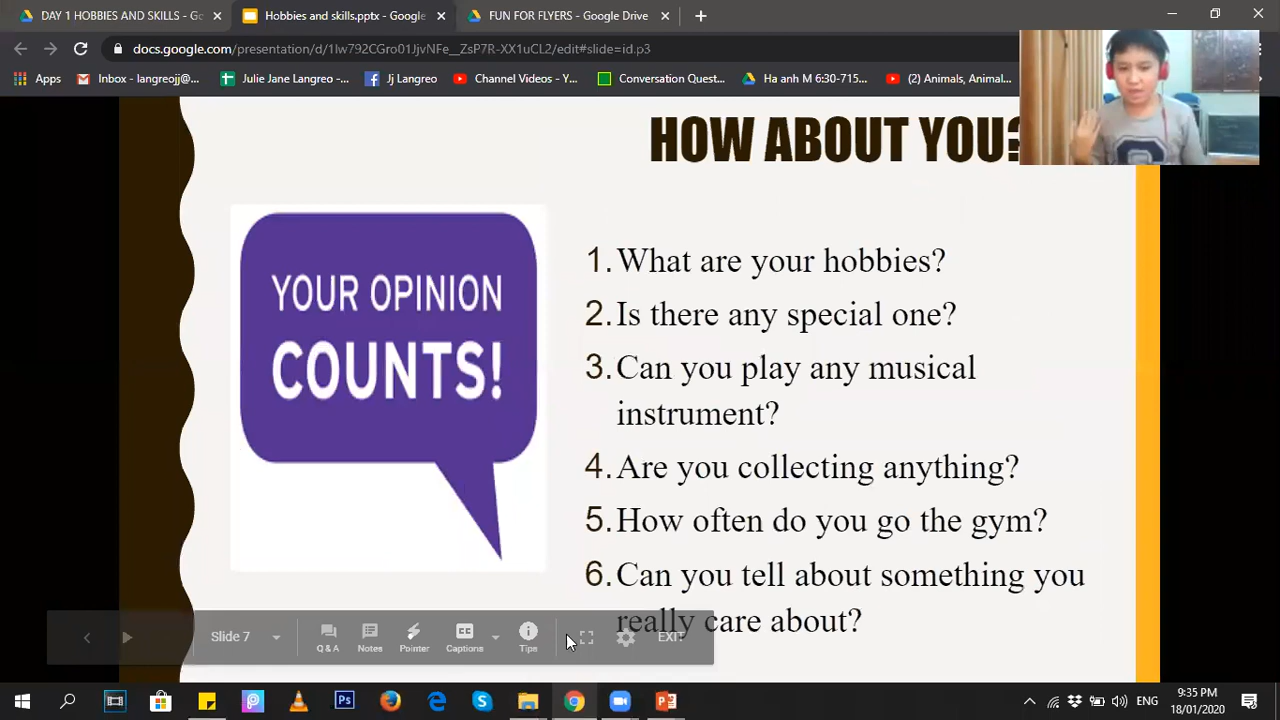 DAY 1 HOBBIES AND SKILLS - Google
Hobbies and skills.pptx - Google
FUN FOR FLYERS - Google Drive
docs.google.com/presentation/d/1lw792CGro01JjvNFe__ZsP7R-XX1uCL2/edit#slide=id.p3
Apps
Inbox - langreojj@...
Julie Jane Langreo...
Jj Langreo
Channel Videos - Y...
Conversation Quest...
Ha anh M 6:30-715...
(2) Animals, Animal...
HOW ABOUT YOU?
YOUR OPINION
COUNTS!
1. What are your hobbies?
2. Is there any special one?
3. Can you play any musical
instrument?
4. Are you collecting anything?
5. How often do you go the gym?
6. Can you tell about something you
really care about?
Slide 7
Q & A
Notes
Pointer
Captions
Tips
EXIT
ENG
9:35 PM
18/01/2020